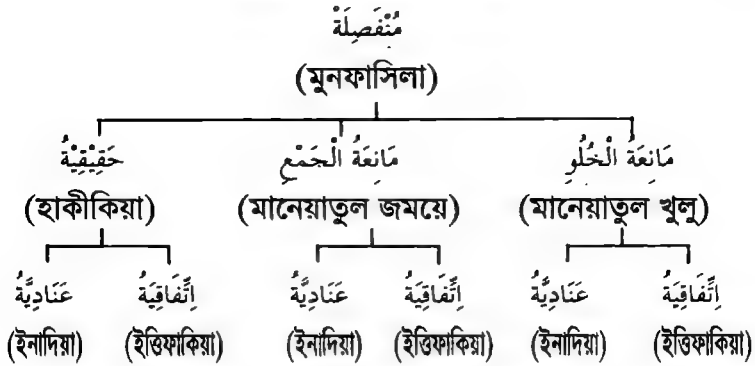 مُنْفَصِلَةْ
(মুনফাসিলা)
حَقِيْقِيْةُ مَانِعَةُ الْجَمْعِ مَانِعَةُ الْخُلُوِ
(হাকীকিয়া) (মানেয়াতুল জময়ে) (মানেয়াতুল খুলু)
عَنَادِيَّةُ اِتِّفَاقِيَةُ عَنَادِيَّةُ اِتِّفَاقِيَةُ عَنَادِيَّةُ اِتِّفَاقِيَةُ
(ইনাদিয়া) (ইত্তিফাকিয়া) (ইনাদিয়া) (ইত্তিফাকিয়া) (ইনাদিয়া) (ইত্তিফাকিয়া)